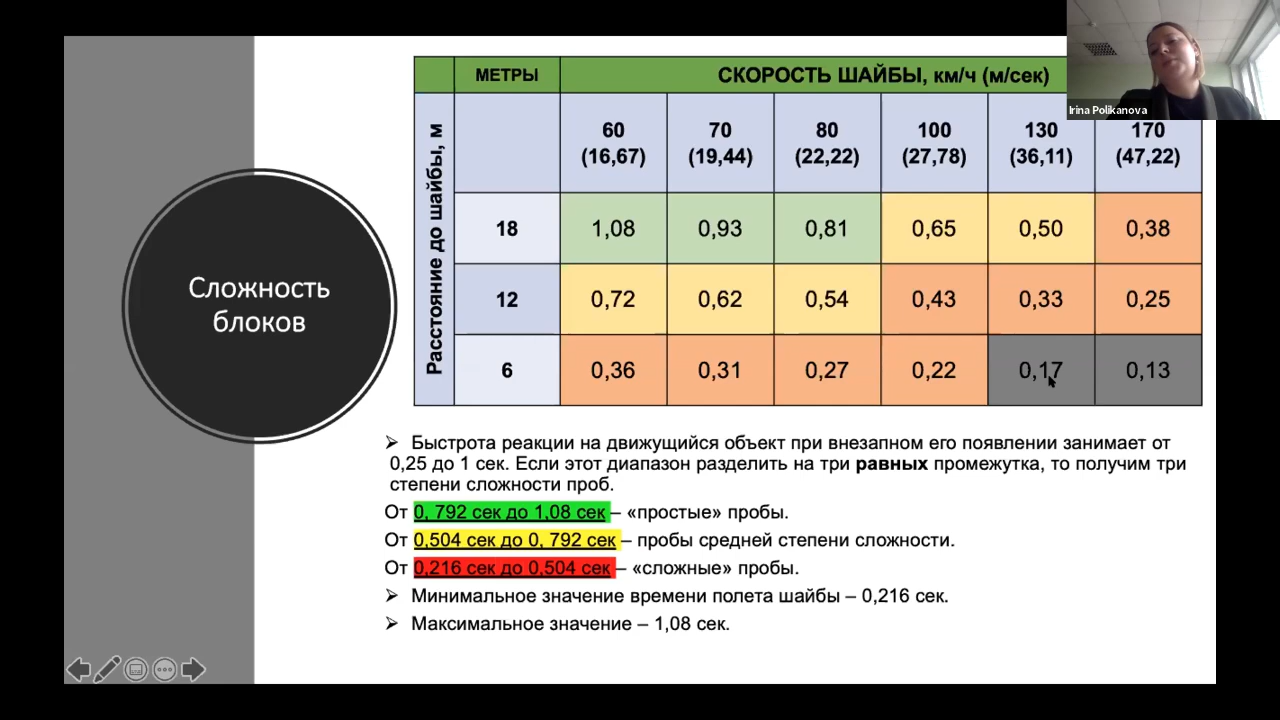 МЕТРЫ
СКОРОСТЬ ШАЙБЫ, км/ч (м/сек)
Irina Polikanova
Расстояние до шайбы, м
60 70 80 100 130 170
(16,67) (19,44) (22,22) (27,78) (36,11) (47,22)
18 1,08 0,93 0,81 0,65 0,50 0,38
12 0,72 0,62 0,54 0,43 0,33 0,25
6 0,36 0,31 0,27 0,22 0,17 0,13
Сложность
блоков
Быстрота реакции на движущийся объект при внезапном его появлении занимает от
0,25 до 1 сек. Если этот диапазон разделить на три равных промежутка, то получим три
степени сложности проб.
От 0, 792 сек до 1,08 сек – «простые» пробы.
От 0,504 сек до 0, 792 сек – пробы средней степени сложности.
От 0,216 сек до 0,504 сек – «сложные» пробы.
Минимальное значение времени полета шайбы – 0,216 сек.
Максимальное значение – 1,08 сек.